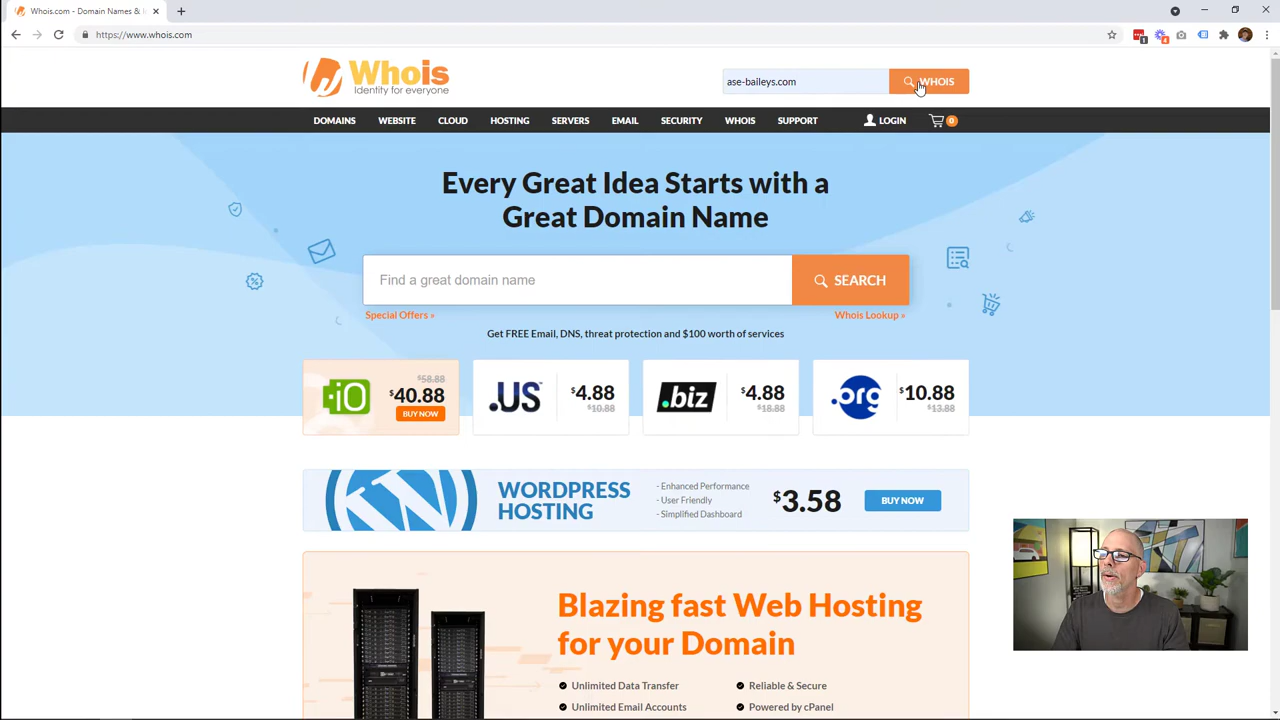 Whois.com - Domain Names &
https://www.whois.com
1
4
Whois
Identity for everyone
ase-baileys.com
WHOIS
DOMAINS WEBSITE CLOUD HOSTING SERVERS EMAIL SECURITY WHOIS SUPPORT LOGIN 0
Every Great Idea Starts with a
Great Domain Name
Find a great domain name
SEARCH
Special Offers »
Whois Lookup »
Get FREE Email, DNS, threat protection and $100 worth of services
.iO
$58.88
$40.88
BUY NOW
.US
$4.88
$10.88
.biz
$4.88
$18.88
.org
$10.88
$13.88
WORDPRESS
HOSTING
- Enhanced Performance
- User Friendly
- Simplified Dashboard
$3.58
BUY NOW
Blazing fast Web Hosting
for your Domain
Unlimited Data Transfer
Reliable & Secure
Unlimited Email Accounts
Powered by cPanel